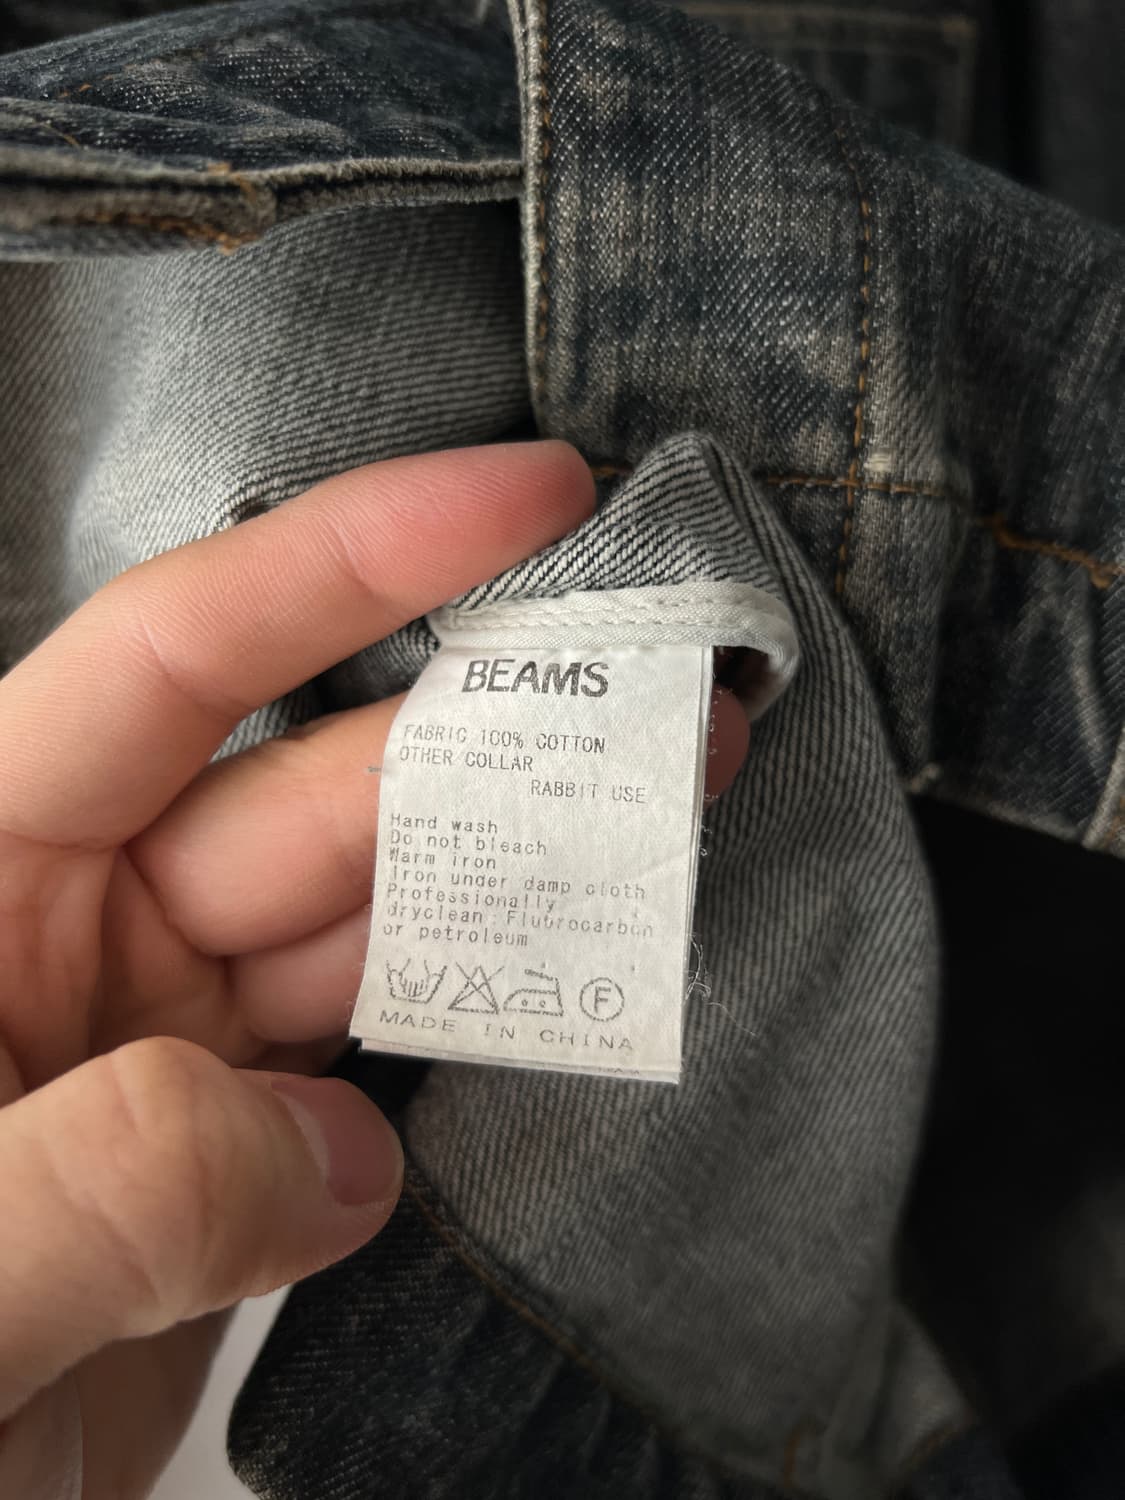 BEAMS
FABRIC 100% COTTON
OTHER COLLAR
RABBIT USE
Hand wash
Do not bleach
Warm iron
Iron under damp cloth
Professionally
dryclean:Fluorocarbon
or petroleum
F
MADE IN CHINA